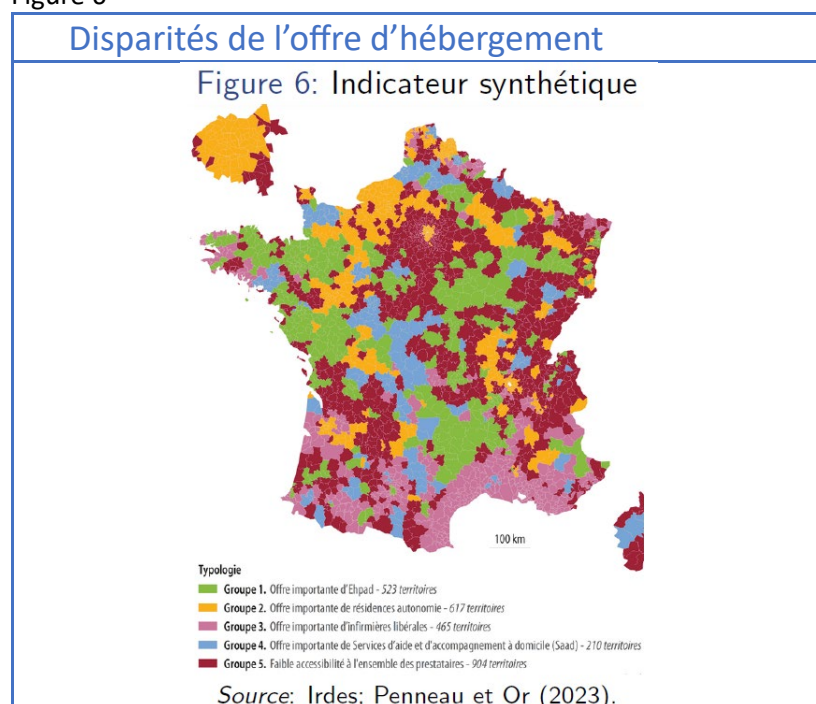 Figure 6
Disparités de l’offre d’hébergement
Figure 6: Indicateur synthétique
100 km
Typologie
Groupe 1. Offre importante d'Ehpad - 523 territoires
Groupe 2. Offre importante de résidences autonomie - 617 territoires
Groupe 3. Offre importante d'infirmières libérales - 465 territoires
Groupe 4. Offre importante de Services d'aide et d'accompagnement à domicile (Saad) - 210 territoires
Groupe 5. Faible accessibilité à l'ensemble des prestataires - 904 territoires
Source: Irdes; Penneau et Or (2023).